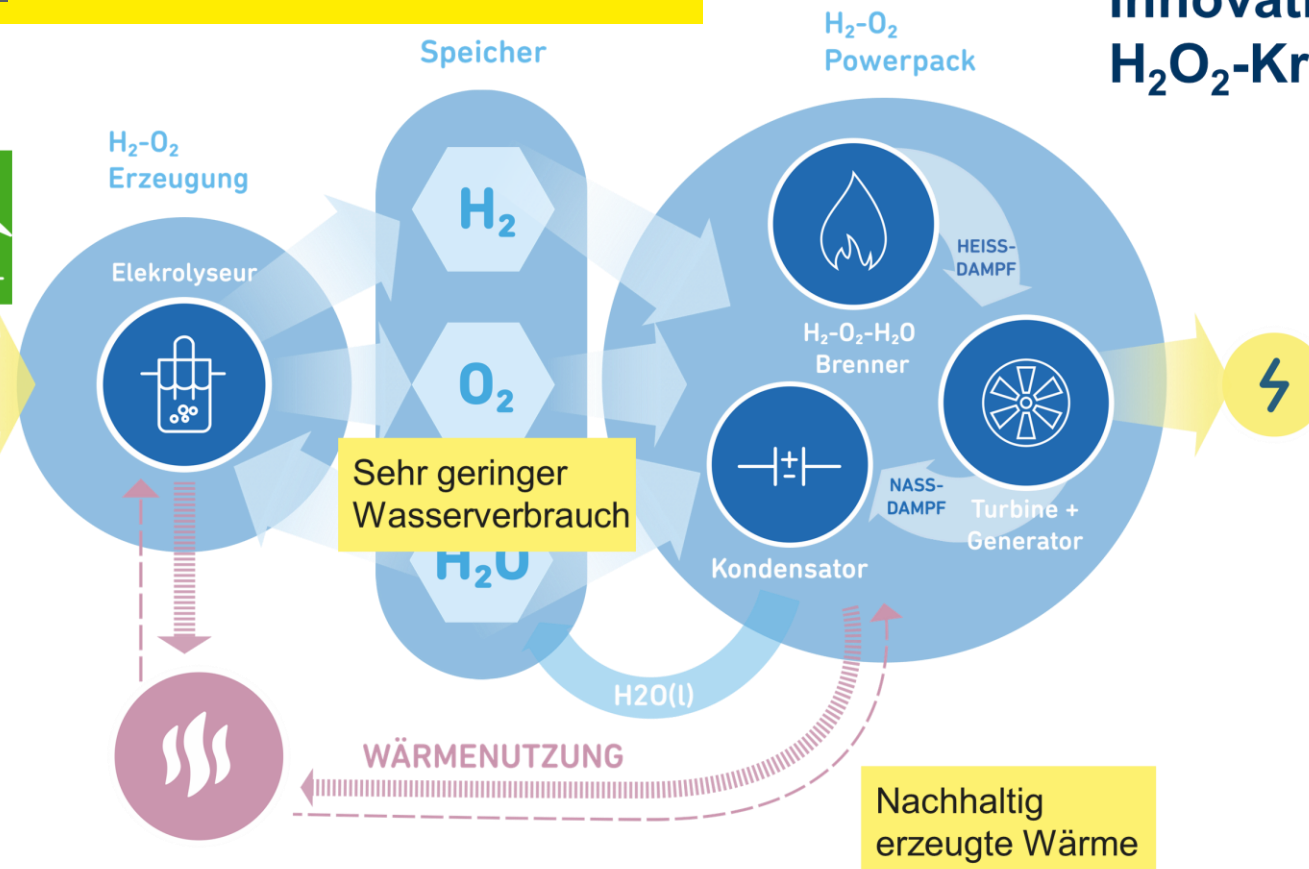 H₂O₂-Kr
Speicher
H₂-O₂
Powerpack
H₂-O₂
Erzeugung
Elekrolyseur
H₂
O₂
H₂O
Sehr geringer
Wasserverbrauch
HEISS-
DAMPF
H₂-O₂-H₂O
Brenner
Turbine +
Generator
NASS-
DAMPF
Kondensator
H2O(l)
WÄRMENUTZUNG
Nachhaltig
erzeugte Wärme